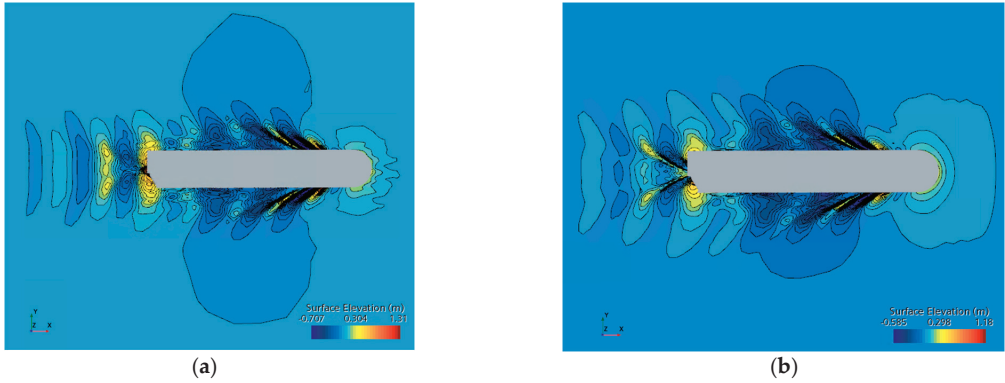 Y
Z X
Surface Elevation (m)
-0.707 0.304 1.31
(a)
Y
Z X
Surface Elevation (m)
-0.585 0.298 1.18
(b)